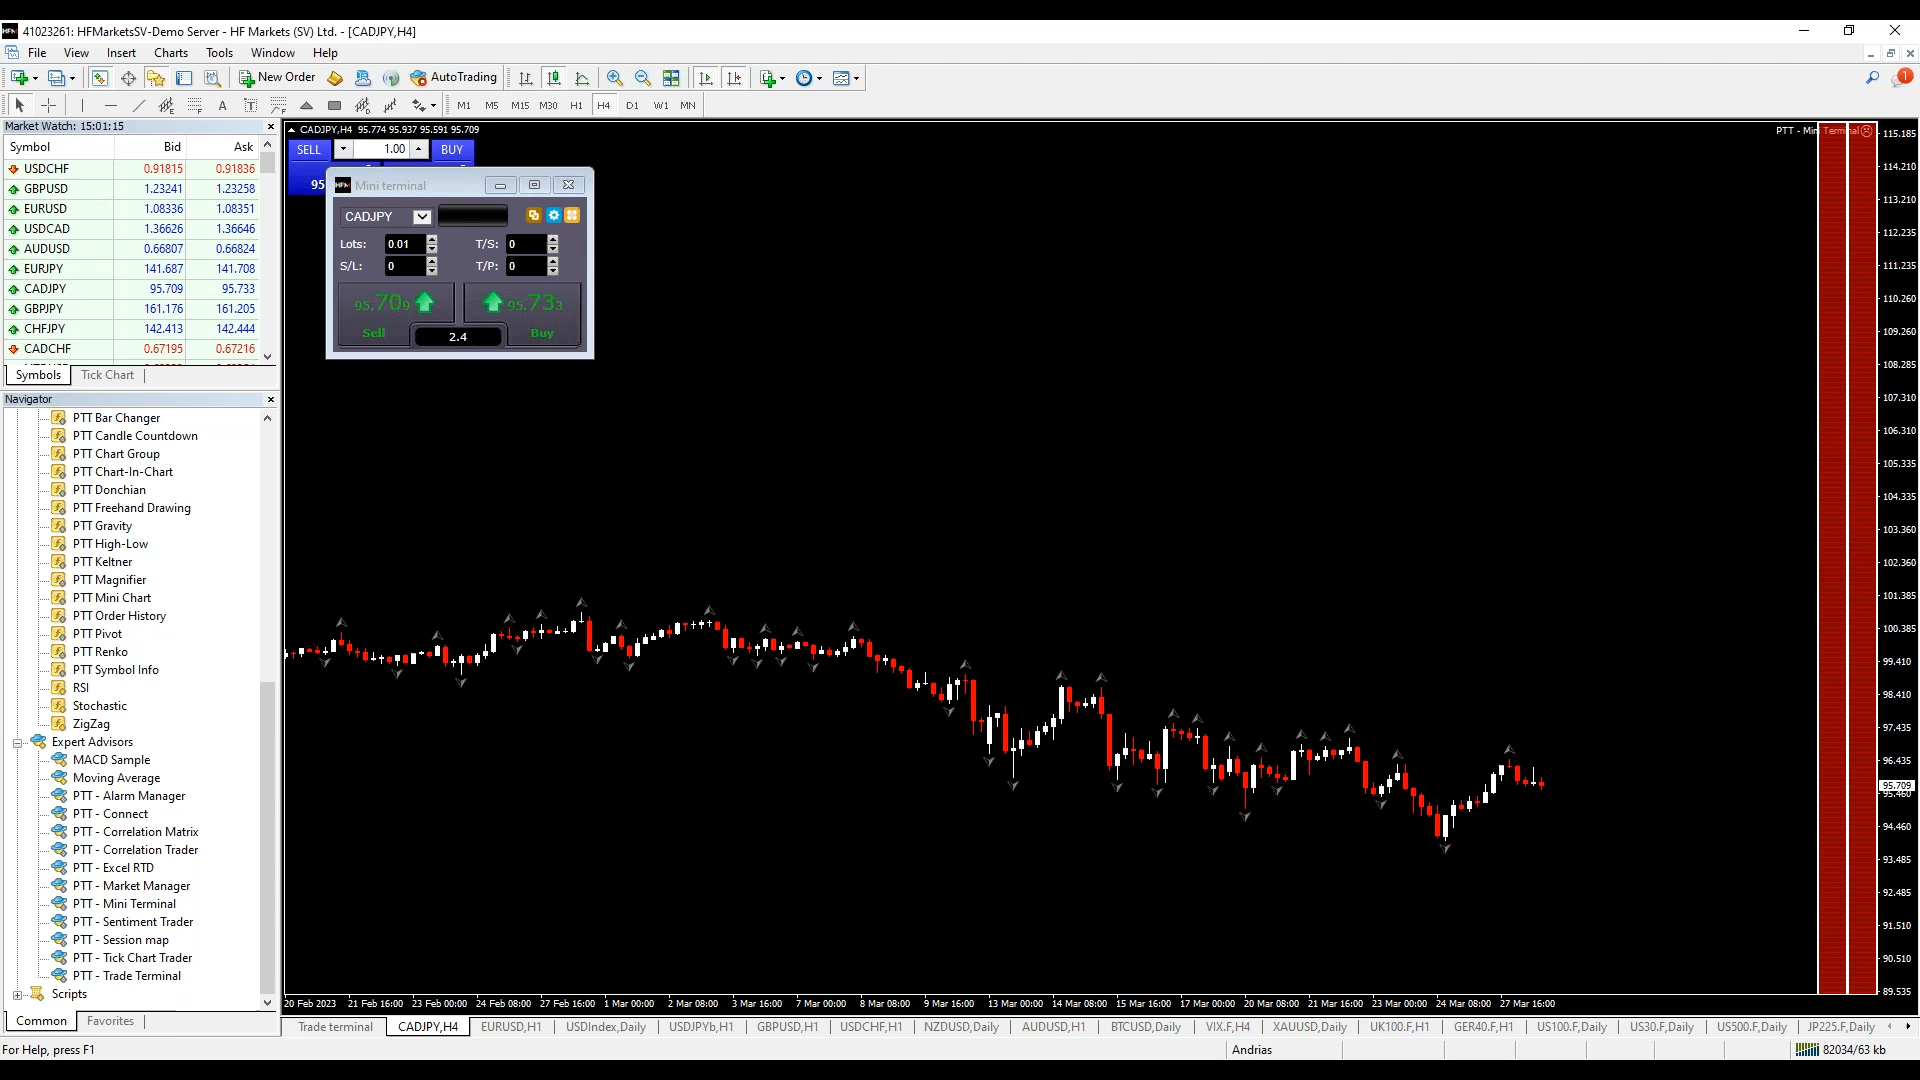 41023261: HFMarketsSV-Demo Server - HF Markets (SV) Ltd. - [CADJPY,H4]
File View Insert Charts Tools Window Help
New Order AutoTrading 1
A T M1 M5 M15 M30 H1 H4 D1 W1 MN
Market Watch: 15:01:15
Symbol Bid Ask
USDCHF 0.91815 0.91836
GBPUSD 1.23241 1.23258
EURUSD 1.08336 1.08351
USDCAD 1.36626 1.36646
AUDUSD 0.66807 0.66824
EURJPY 141.687 141.708
CADJPY 95.709 95.733
GBPJPY 161.176 161.205
CHFJPY 142.413 142.444
CADCHF 0.67195 0.67216
Symbols Tick Chart
Navigator
PTT Bar Changer
PTT Candle Countdown
PTT Chart Group
PTT Chart-In-Chart
PTT Donchian
PTT Freehand Drawing
PTT Gravity
PTT High-Low
PTT Keltner
PTT Magnifier
PTT Mini Chart
PTT Order History
PTT Pivot
PTT Renko
PTT Symbol Info
RSI
Stochastic
ZigZag
Expert Advisors
MACD Sample
Moving Average
PTT - Alarm Manager
PTT - Connect
PTT - Correlation Matrix
PTT - Correlation Trader
PTT - Excel RTD
PTT - Market Manager
PTT - Mini Terminal
PTT - Sentiment Trader
PTT - Session map
PTT - Tick Chart Trader
PTT - Trade Terminal
Scripts
Common Favorites
CADJPY,H4 95.774 95.937 95.591 95.709
PTT - Mini Terminal
SELL 1.00 BUY
95
HFM Mini terminal
CADJPY
Lots: 0.01 T/S: 0
S/L: 0 T/P: 0
95.709 95.733
Sell 2.4 Buy
115.185
114.210
113.210
112.235
111.235
110.260
109.260
108.285
107.310
106.310
105.335
104.335
103.360
102.360
101.385
100.385
99.410
98.410
97.435
96.435
95.709
95.460
94.460
93.485
92.485
91.510
90.510
89.535
20 Feb 2023 21 Feb 16:00 23 Feb 00:00 24 Feb 08:00 27 Feb 16:00 1 Mar 00:00 2 Mar 08:00 3 Mar 16:00 7 Mar 00:00 8 Mar 08:00 9 Mar 16:00 13 Mar 00:00 14 Mar 08:00 15 Mar 16:00 17 Mar 00:00 20 Mar 08:00 21 Mar 16:00 23 Mar 00:00 24 Mar 08:00 27 Mar 16:00
Trade terminal CADJPY,H4 EURUSD,H1 USDIndex,Daily USDJPYb,H1 GBPUSD,H1 USDCHF,H1 NZDUSD,Daily AUDUSD,H1 BTCUSD,Daily VIX.F,H4 XAUUSD,Daily UK100.F,H1 GER40.F,H1 US100.F,Daily US30.F,Daily US500.F,Daily JP225.F,Daily
For Help, press F1 Andrias 82034/63 kb